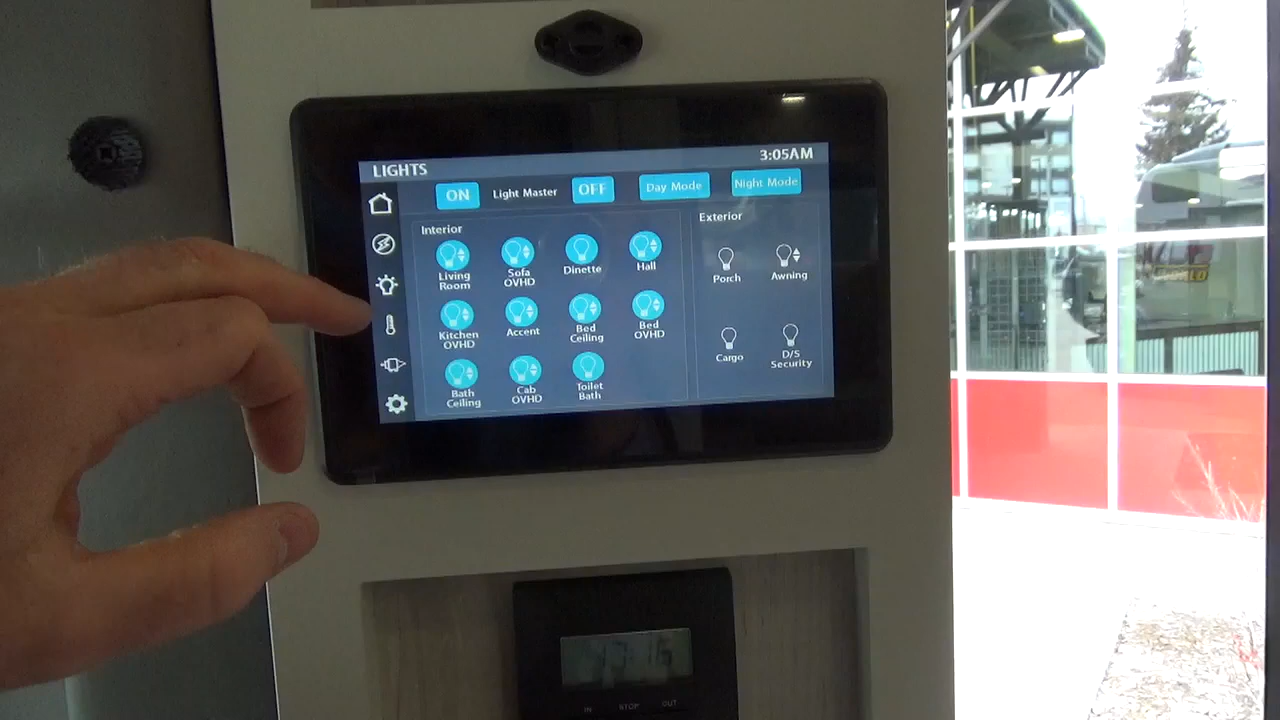 LIGHTS
3:05AM
ON
Light Master
OFF
Day Mode
Night Mode
Interior
Exterior
Living
Room
Sofa
OVHD
Dinette
Hall
Porch
Awning
Kitchen
OVHD
Accent
Bed
Ceiling
Bed
OVHD
Cargo
D/S
Security
Bath
Ceiling
Cab
OVHD
Toilet
Bath
IN STOP OUT